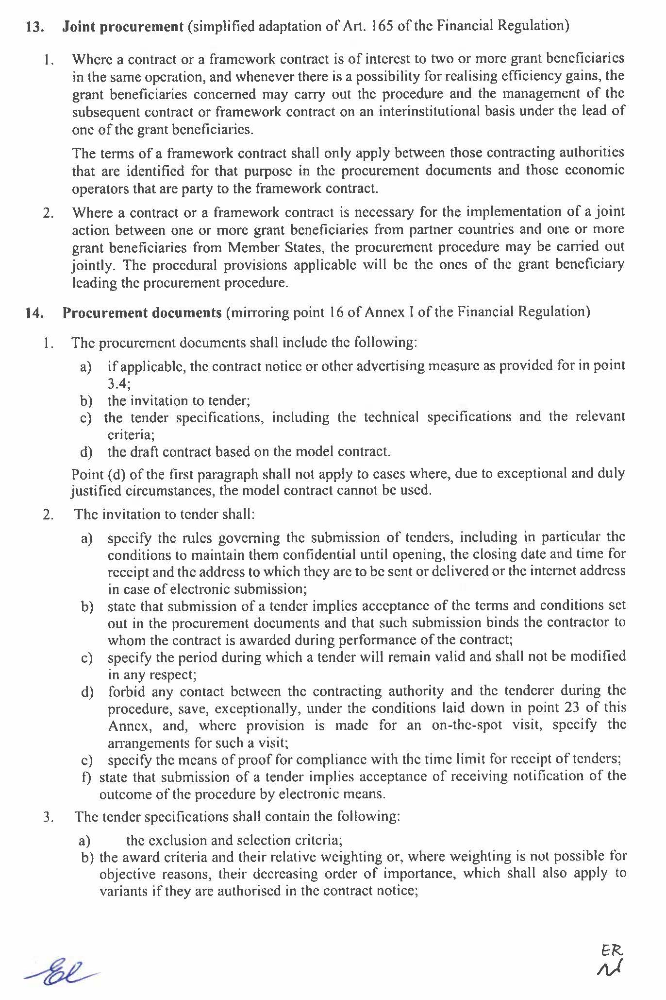 13. Joint procurement (simplified adaptation of Art. 165 of the Financial Regulation)
1. Where a contract or a framework contract is of interest to two or more grant beneficiaries
in the same operation, and whenever there is a possibility for realising efficiency gains, the
grant beneficiaries concerned may carry out the procedure and the management of the
subsequent contract or framework contract on an interinstitutional basis under the lead of
one of the grant beneficiaries.
The terms of a framework contract shall only apply between those contracting authorities
that are identified for that purpose in the procurement documents and those economic
operators that are party to the framework contract.
2. Where a contract or a framework contract is necessary for the implementation of a joint
action between one or more grant beneficiaries from partner countries and one or more
grant beneficiaries from Member States, the procurement procedure may be carried out
jointly. The procedural provisions applicable will be the ones of the grant beneficiary
leading the procurement procedure.
14. Procurement documents (mirroring point 16 of Annex I of the Financial Regulation)
1. The procurement documents shall include the following:
a) if applicable, the contract notice or other advertising measure as provided for in point
3.4;
b) the invitation to tender;
c) the tender specifications, including the technical specifications and the relevant
criteria;
d) the draft contract based on the model contract.
Point (d) of the first paragraph shall not apply to cases where, due to exceptional and duly
justified circumstances, the model contract cannot be used.
2. The invitation to tender shall:
a) specify the rules governing the submission of tenders, including in particular the
conditions to maintain them confidential until opening, the closing date and time for
receipt and the address to which they are to be sent or delivered or the internet address
in case of electronic submission;
b) state that submission of a tender implies acceptance of the terms and conditions set
out in the procurement documents and that such submission binds the contractor to
whom the contract is awarded during performance of the contract;
c) specify the period during which a tender will remain valid and shall not be modified
in any respect;
d) forbid any contact between the contracting authority and the tenderer during the
procedure, save, exceptionally, under the conditions laid down in point 23 of this
Annex, and, where provision is made for an on-the-spot visit, specify the
arrangements for such a visit;
e) specify the means of proof for compliance with the time limit for receipt of tenders;
f) state that submission of a tender implies acceptance of receiving notification of the
outcome of the procedure by electronic means.
3. The tender specifications shall contain the following:
a) the exclusion and selection criteria;
b) the award criteria and their relative weighting or, where weighting is not possible for
objective reasons, their decreasing order of importance, which shall also apply to
variants if they are authorised in the contract notice;
ER